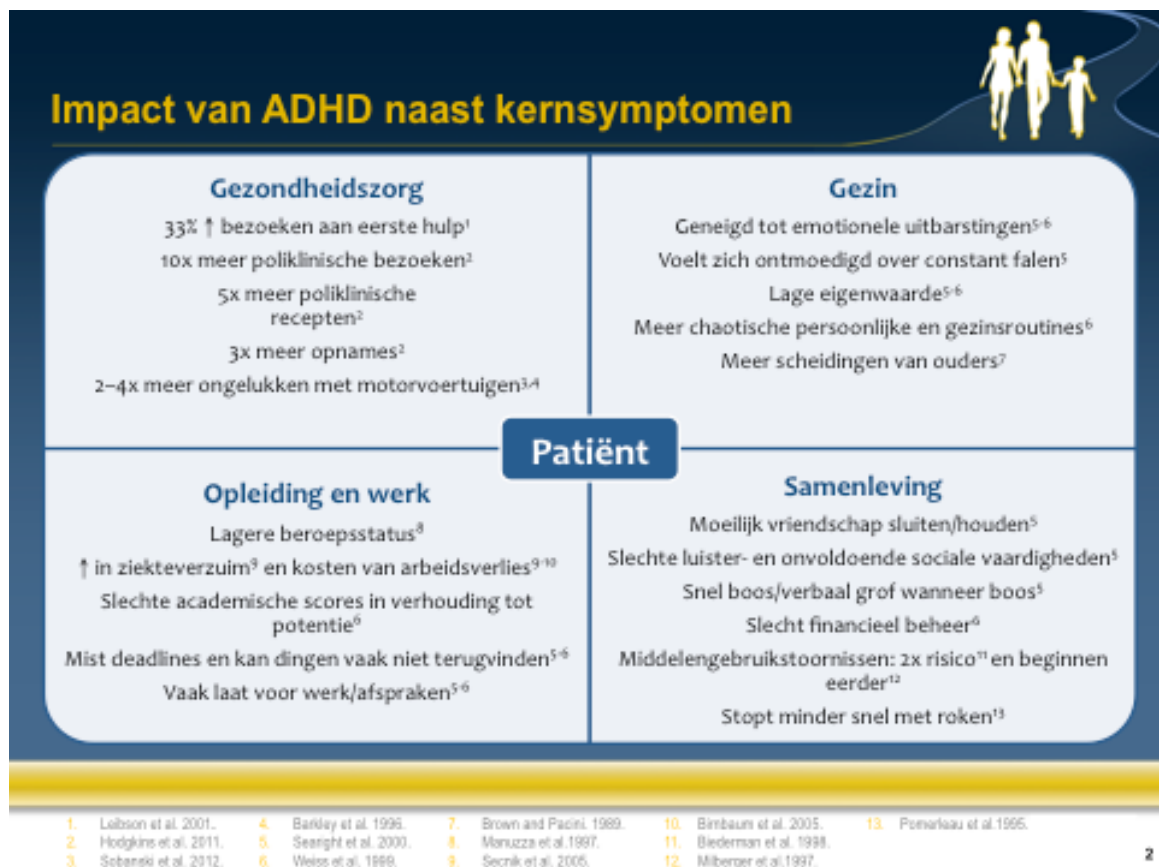 Impact van ADHD naast kernsymptomen
Gezondheidszorg
33% ↑ bezoeken aan eerste hulp¹
10x meer poliklinische bezoeken²
5x meer poliklinische
recepten²
3x meer opnames²
2–4x meer ongelukken met motorvoertuigen³,⁴
Gezin
Geneigd tot emotionele uitbarstingen⁵-⁶
Voelt zich ontmoedigd over constant falen⁵
Lage eigenwaarde⁵-⁶
Meer chaotische persoonlijke en gezinsroutines⁶
Meer scheidingen van ouders⁷
Patiënt
Opleiding en werk
Lagere beroepsstatus⁸
↑ in ziekteverzuim⁹ en kosten van arbeidsverlies⁹-¹⁰
Slechte academische scores in verhouding tot
potentie⁶
Mist deadlines en kan dingen vaak niet terugvinden⁵-⁶
Vaak laat voor werk/afspraken⁵-⁶
Samenleving
Moeilijk vriendschap sluiten/houden⁵
Slechte luister- en onvoldoende sociale vaardigheden⁵
Snel boos/verbaal grof wanneer boos⁵
Slecht financieel beheer⁶
Middelengebruikstoornissen: 2x risico¹¹ en beginnen
eerder¹²
Stopt minder snel met roken¹³
1. Leibson et al. 2001.
2. Hodgkins et al. 2011.
3. Sobanski et al. 2012.
4. Barkley et al. 1996.
5. Searight et al. 2000.
6. Weiss et al. 1999.
7. Brown and Pacini. 1989.
8. Manuzza et al.1997.
9. Secnik et al. 2005.
10. Birnbaum et al. 2005.
11. Biederman et al. 1998.
12. Milberger et al.1997.
13. Pomerleau et al.1995.
2